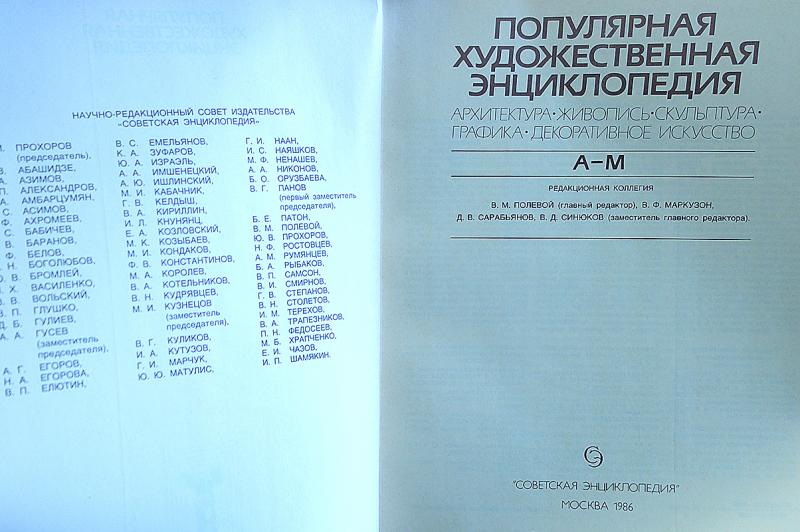 НАУЧНО-РЕДАКЦИОННЫЙ СОВЕТ ИЗДАТЕЛЬСТВА
«СОВЕТСКАЯ ЭНЦИКЛОПЕДИЯ»
ПРОХОРОВ
(председатель),
АБАШИДЗЕ,
АЗИМОВ,
П. АЛЕКСАНДРОВ,
А. АМБАРЦУМЯН,
С. АСИМОВ,
Ф. АХРОМЕЕВ,
С. БАБИЧЕВ,
В. БАРАНОВ,
Ф. БЕЛОВ,
Н. БОГОЛЮБОВ,
В. БРОМЛЕЙ,
Х. ВАСИЛЕНКО,
В. ВОЛЬСКИЙ,
В. П. ГЛУШКО,
Д. Б. ГУЛИЕВ,
А. А. ГУСЕВ
(заместитель
председателя),
А. Г. ЕГОРОВ,
Н. А. ЕГОРОВА,
В. П. ЕЛЮТИН,
В. С. ЕМЕЛЬЯНОВ,
К. А. ЗУФАРОВ,
Ю. А. ИЗРАЭЛЬ,
А. А. ИМШЕНЕЦКИЙ,
А. Ю. ИШЛИНСКИЙ,
М. И. КАБАЧНИК,
Г. В. КЕЛДЫШ,
В. А. КИРИЛЛИН,
И. Л. КНУНЯНЦ,
Е. А. КОЗЛОВСКИЙ,
М. К. КОЗЫБАЕВ,
М. И. КОНДАКОВ,
Ф. В. КОНСТАНТИНОВ,
М. А. КОРОЛЕВ,
В. А. КОТЕЛЬНИКОВ,
В. Н. КУДРЯВЦЕВ,
М. И. КУЗНЕЦОВ
(заместитель
председателя),
В. Г. КУЛИКОВ,
И. А. КУТУЗОВ,
Г. И. МАРЧУК,
Ю. Ю. МАТУЛИС,
Г. И. НААН,
И. С. НАЯШКОВ,
М. Ф. НЕНАШЕВ,
А. А. НИКОНОВ,
Б. О. ОРУЗБАЕВА,
В. Г. ПАНОВ
(первый заместитель
председателя),
Б. Е. ПАТОН,
В. М. ПОЛЕВОЙ,
Ю. В. ПРОХОРОВ,
Н. Ф. РОСТОВЦЕВ,
А. М. РУМЯНЦЕВ,
Б. А. РЫБАКОВ,
В. П. САМСОН,
В. И. СМИРНОВ,
Г. В. СТЕПАНОВ,
В. Н. СТОЛЕТОВ,
И. М. ТЕРЕХОВ,
В. А. ТРАПЕЗНИКОВ,
П. Н. ФЕДОСЕЕВ,
М. Б. ХРАПЧЕНКО,
Е. И. ЧАЗОВ,
И. П. ШАМЯКИН.
ПОПУЛЯРНАЯ
ХУДОЖЕСТВЕННАЯ
ЭНЦИКЛОПЕДИЯ
АРХИТЕКТУРА·ЖИВОПИСЬ·СКУЛЬПТУРА·
ГРАФИКА·ДЕКОРАТИВНОЕ ИСКУССТВО
А–М
РЕДАКЦИОННАЯ КОЛЛЕГИЯ
В. М. ПОЛЕВОЙ (главный редактор), В. Ф. МАРКУЗОН,
Д. В. САРАБЬЯНОВ, В. Д. СИНЮКОВ (заместитель главного редактора).
"СОВЕТСКАЯ ЭНЦИКЛОПЕДИЯ"
МОСКВА 1986